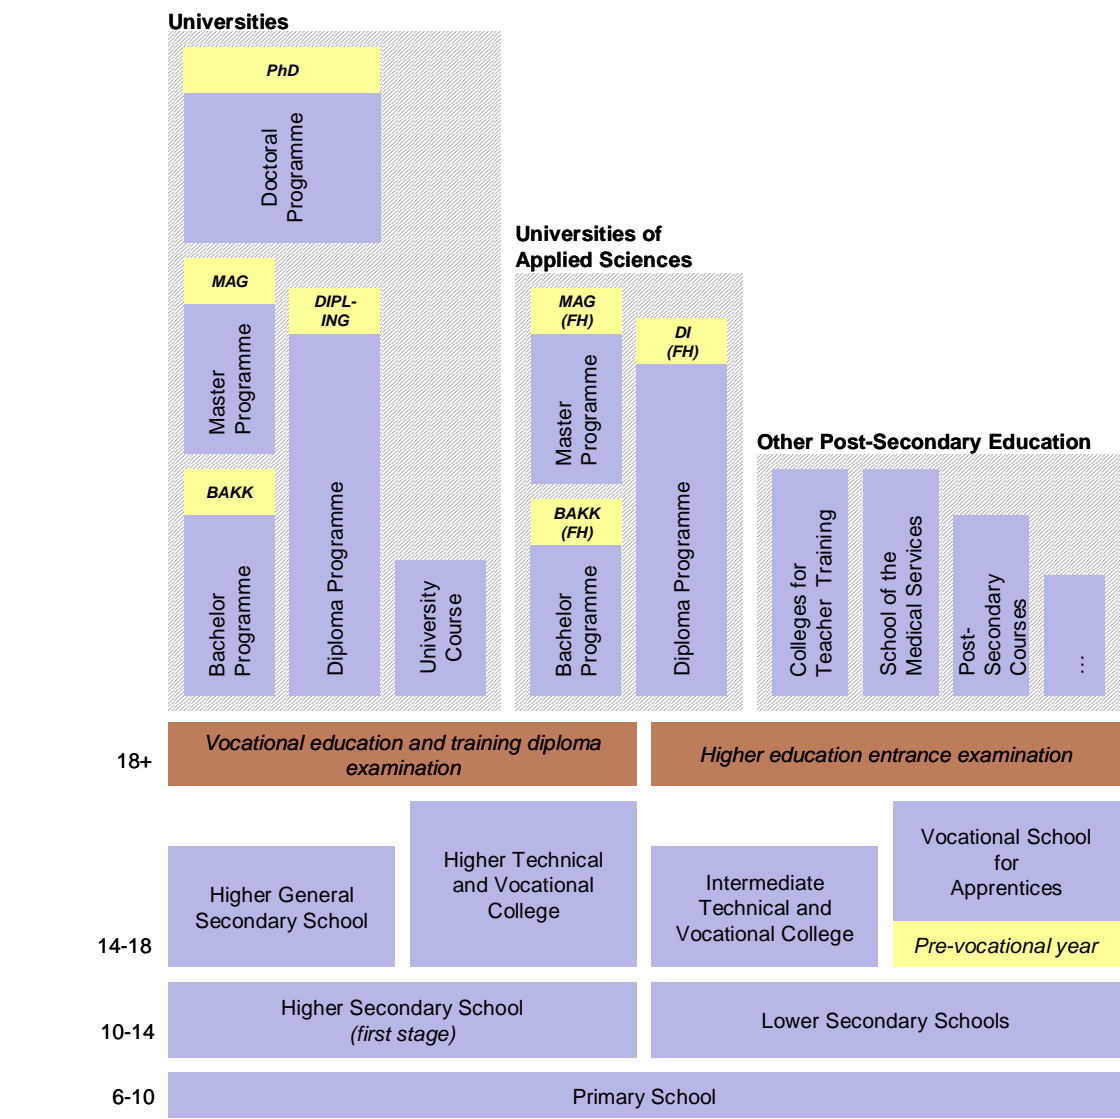 Universities
PhD
Doctoral
Programme
MAG
Master
Programme
BAKK
Bachelor
Programme
DIPL-
ING
Diploma Programme
University
Course
Universities of
Applied Sciences
MAG
(FH)
Master
Programme
BAKK
(FH)
Bachelor
Programme
DI
(FH)
Diploma Programme
Other Post-Secondary Education
Colleges for
Teacher Training
School of the
Medical Services
Post-
Secondary
Courses
…
18+
Vocational education and training diploma
examination
Higher education entrance examination
14-18
Higher General
Secondary School
Higher Technical
and Vocational
College
Intermediate
Technical and
Vocational College
Vocational School
for
Apprentices
Pre-vocational year
10-14
Higher Secondary School
(first stage)
Lower Secondary Schools
6-10
Primary School